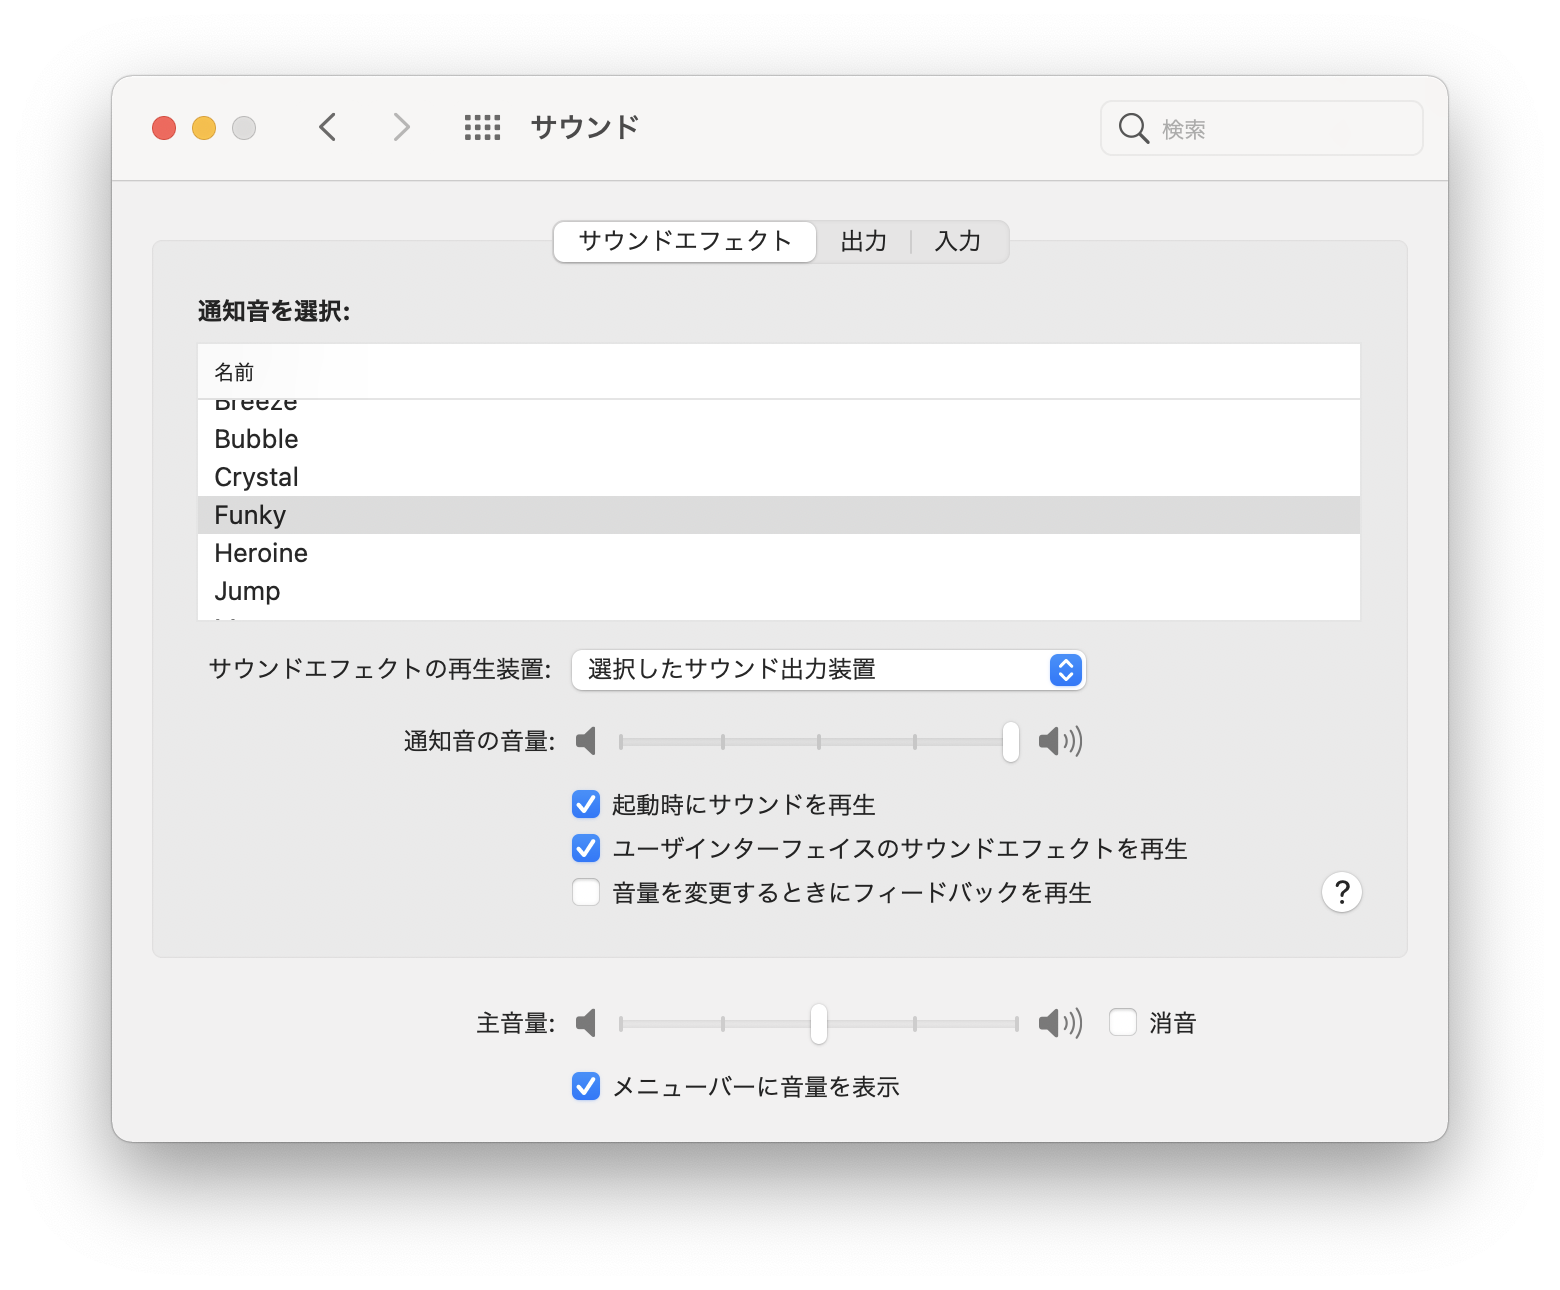 サウンド
検索
サウンドエフェクト
出力
入力
通知音を選択:
名前
Breeze
Bubble
Crystal
Funky
Heroine
Jump
サウンドエフェクトの再生装置:
選択したサウンド出力装置
通知音の音量:
起動時にサウンドを再生
ユーザインターフェイスのサウンドエフェクトを再生
音量を変更するときにフィードバックを再生
?
主音量:
消音
メニューバーに音量を表示